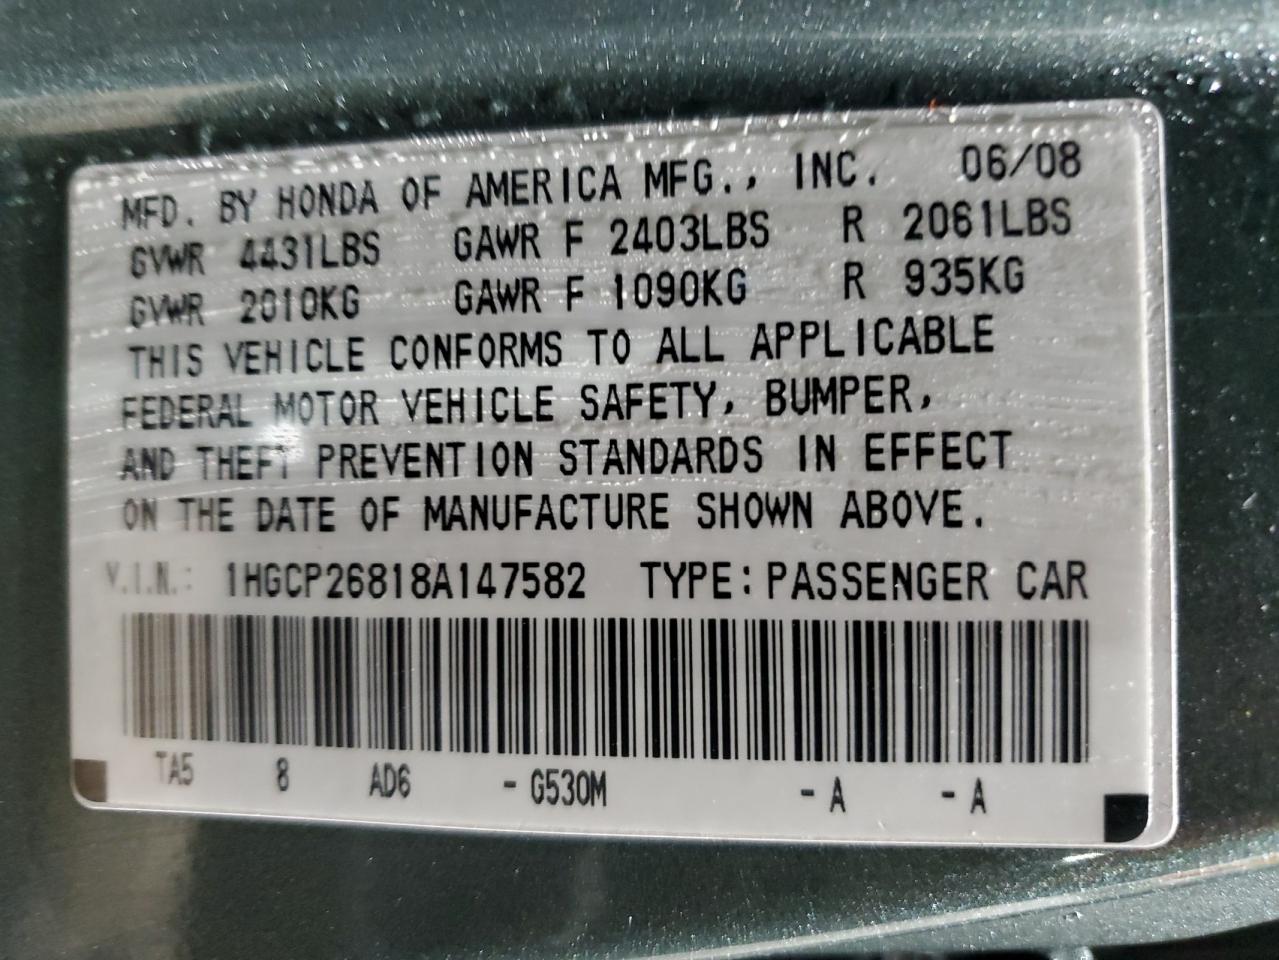 MFD. BY HONDA OF AMERICA MFG., INC. 06/08
GVWR 4431LBS GAWR F 2403LBS R 2061LBS
GVWR 2010KG GAWR F 1090KG R 935KG
THIS VEHICLE CONFORMS TO ALL APPLICABLE
FEDERAL MOTOR VEHICLE SAFETY, BUMPER,
AND THEFT PREVENTION STANDARDS IN EFFECT
ON THE DATE OF MANUFACTURE SHOWN ABOVE.
V.I.N.: 1HGCP26818A147582 TYPE: PASSENGER CAR
TA5 8 AD6 - G530M - A - A